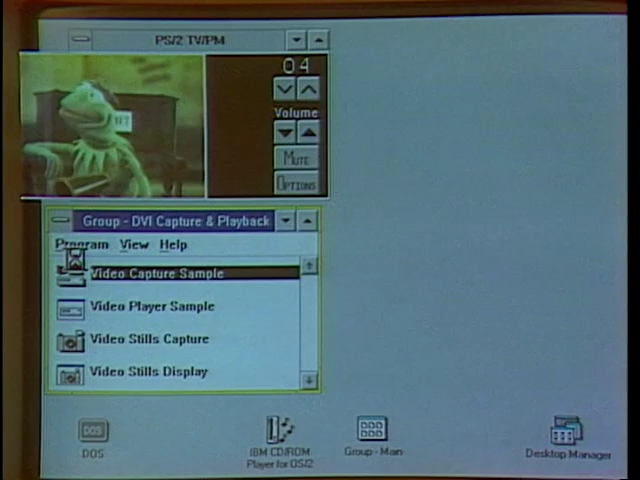 PS/2 TV/PM
04
Volume
MUTE
OPTIONS
Group - DVI Capture & Playback
Program View Help
Video Capture Sample
Video Player Sample
Video Stills Capture
Video Stills Display
DOS
DOS
IBM CD/ROM
Player for OS/2
Group - Main
Desktop Manager